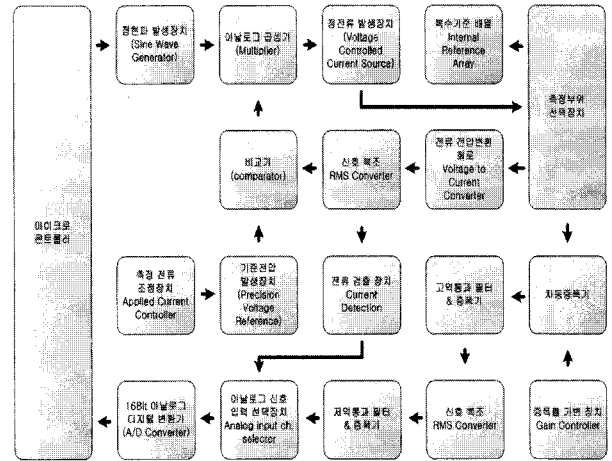 정현파 발생장치
(Sine Wave
Generator)
아날로그 곱셈기
(Multiplier)
정전류 발생장치
(Voltage
Controlled
Current Source)
복수기준 배열
Internal
Reference
Array
측정부위
선택장치
비교기
(comparator)
신호 복조
RMS Converter
전류 전압변환
회로
Voltage to
Current
Converter
마이크로
콘트롤러
측정 전류
조정장치
Applied Current
Controller
기준전압
발생장치
(Precision
Voltage
Reference)
전류 검출 장치
Current
Detection
고역통과 필터
& 증폭기
차동증폭기
16Bit 아날로그
디지털 변환기
(A/D Converter)
아날로그 신호
입력 선택장치
Analog input ch.
selector
저역통과 필터
& 증폭기
신호 복조
RMS Converter
증폭률 가변 장치
Gain Controller